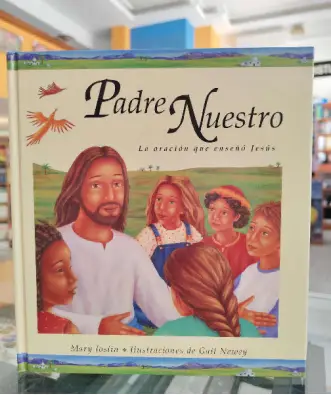 Padre Nuestro
La oración que enseñó Jesús
Mary Joslin • Ilustraciones de Gail Newey